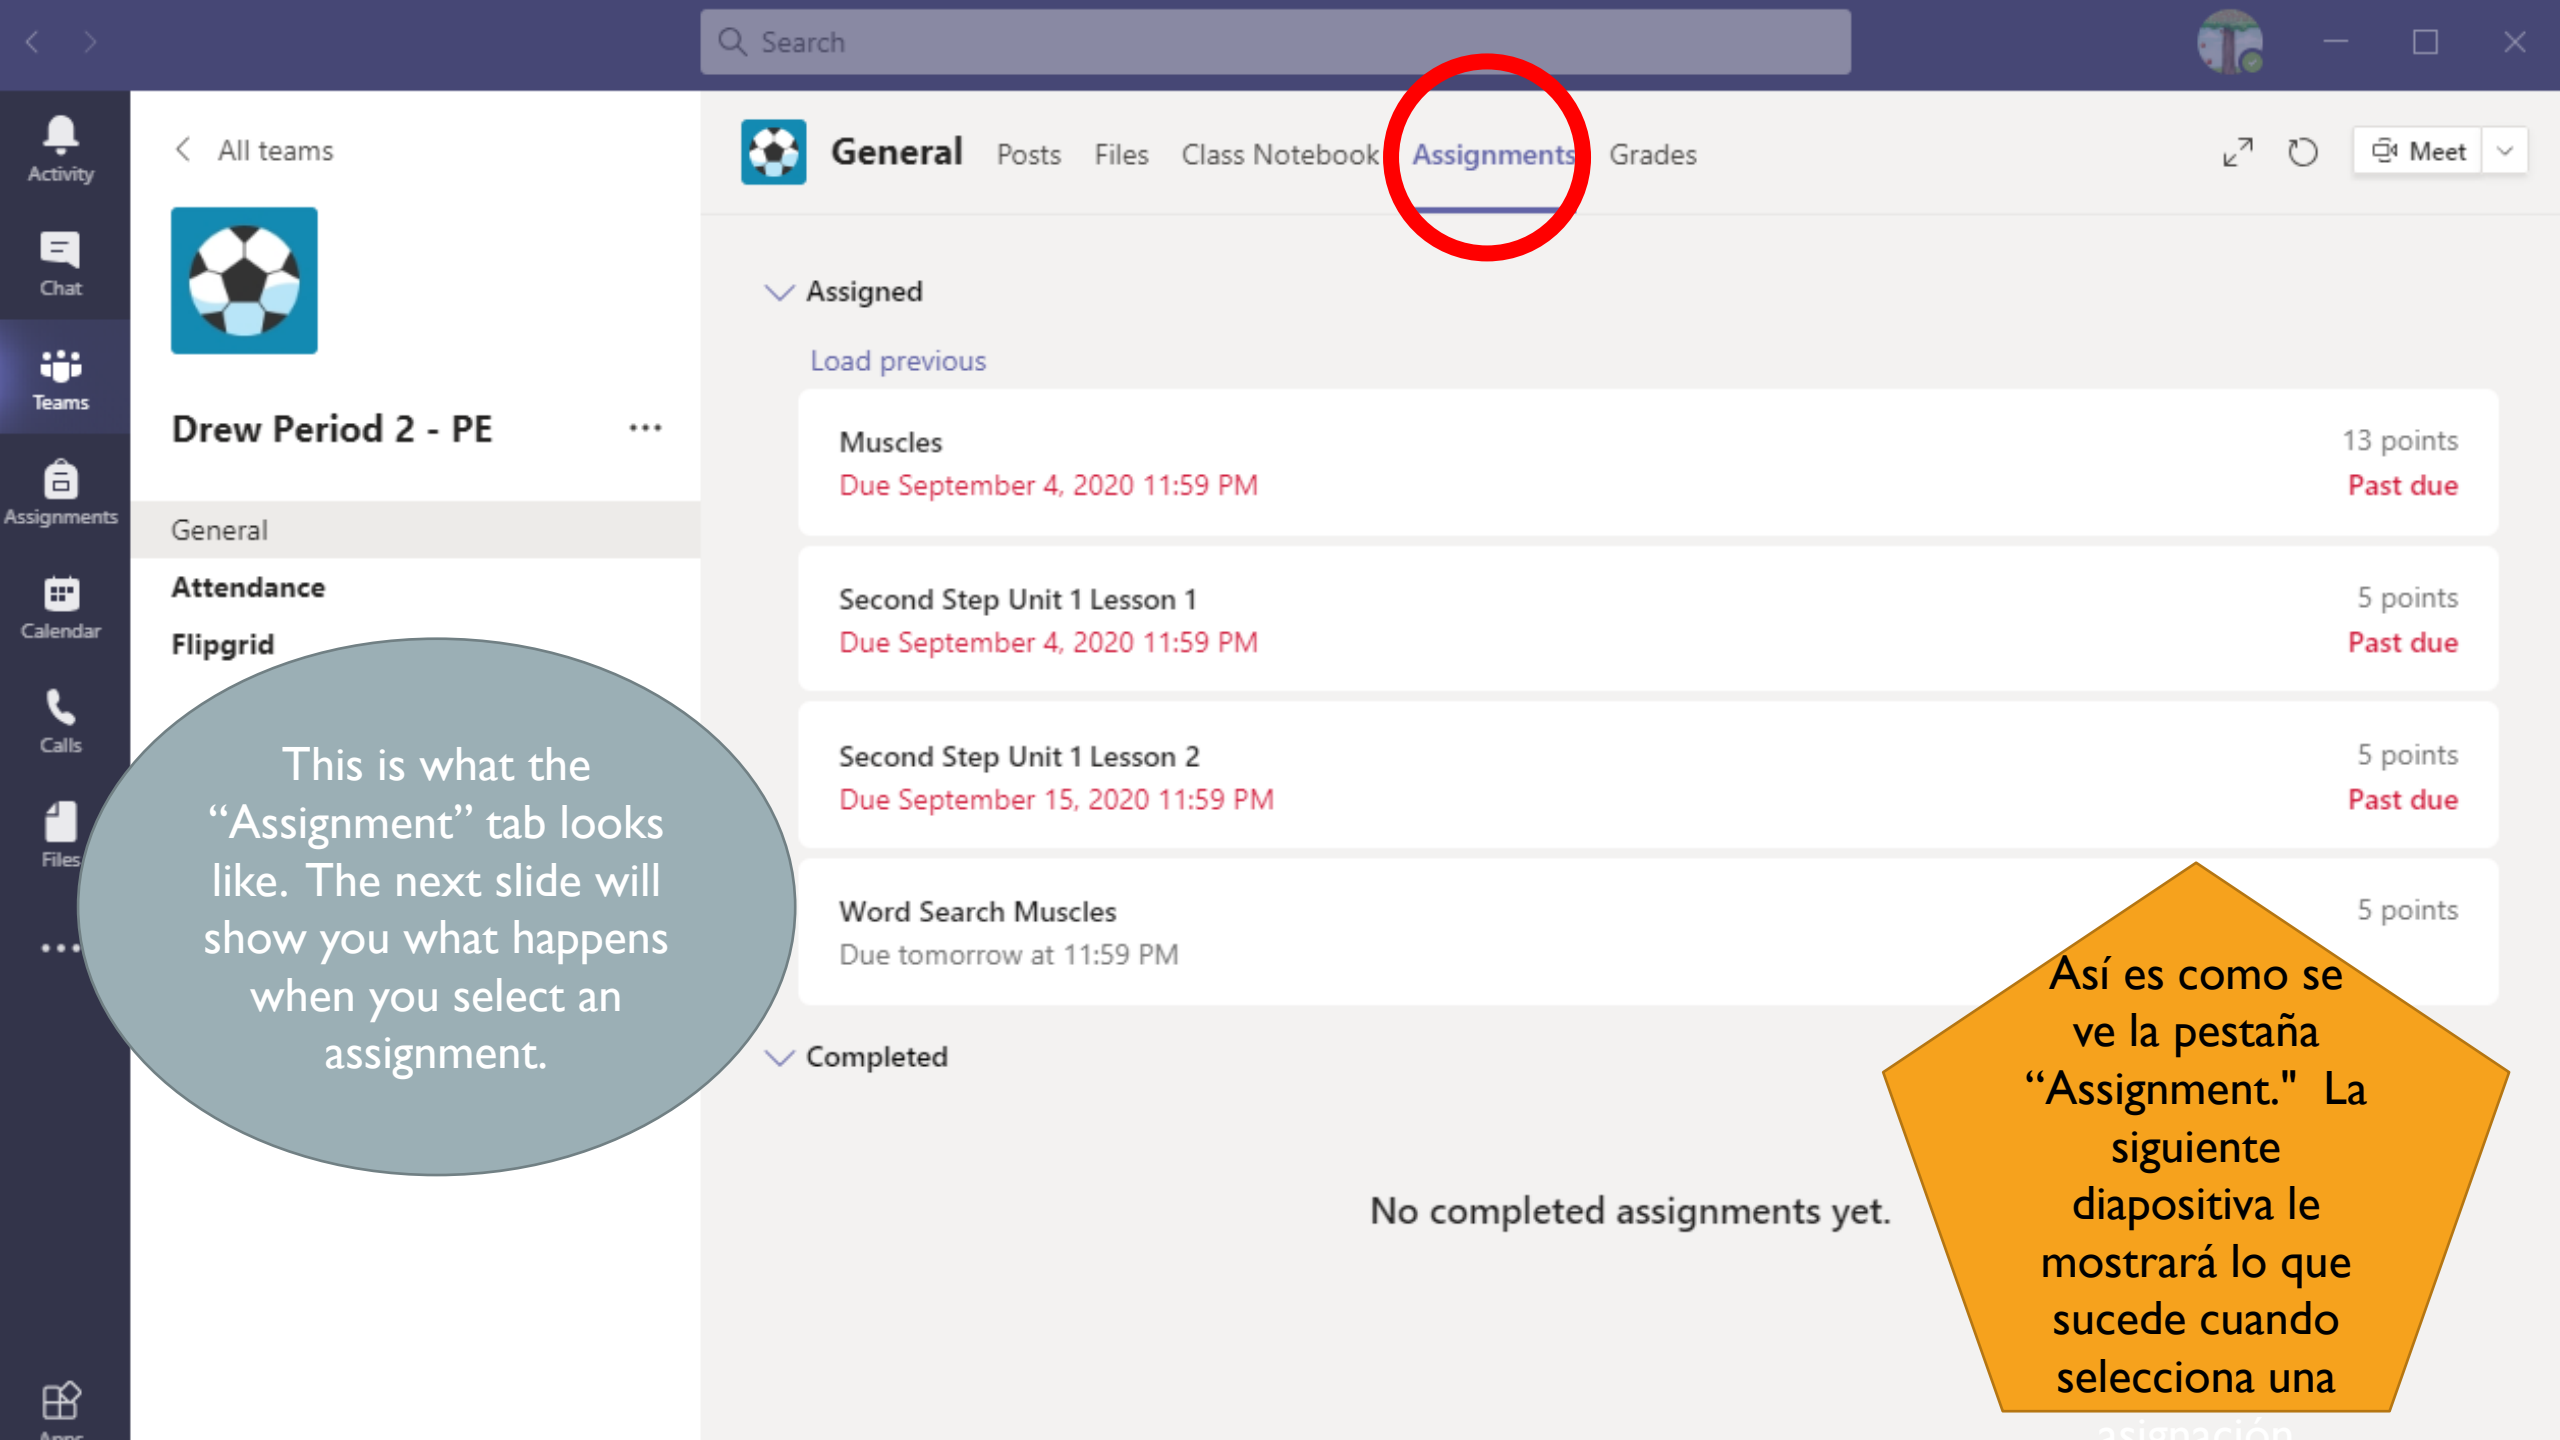 Search
Activity
Chat
Teams
Assignments
Calendar
Calls
Files
Apps
All teams
Drew Period 2 - PE
General
Attendance
Flipgrid
General Posts Files Class Notebook Assignments Grades
Meet
Assigned
Load previous
Muscles 13 points
Due September 4, 2020 11:59 PM Past due
Second Step Unit 1 Lesson 1 5 points
Due September 4, 2020 11:59 PM Past due
Second Step Unit 1 Lesson 2 5 points
Due September 15, 2020 11:59 PM Past due
Word Search Muscles 5 points
Due tomorrow at 11:59 PM
Completed
No completed assignments yet.
This is what the
“Assignment” tab looks
like. The next slide will
show you what happens
when you select an
assignment.
Así es como se
ve la pestaña
“Assignment." La
siguiente
diapositiva le
mostrará lo que
sucede cuando
selecciona una
asignación